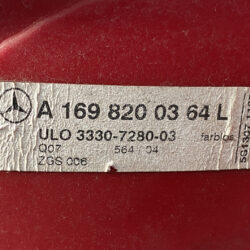 A 169 820 03 64 L
ULO 3330-7280-03 farblos
Q07 564 04
ZGS 006